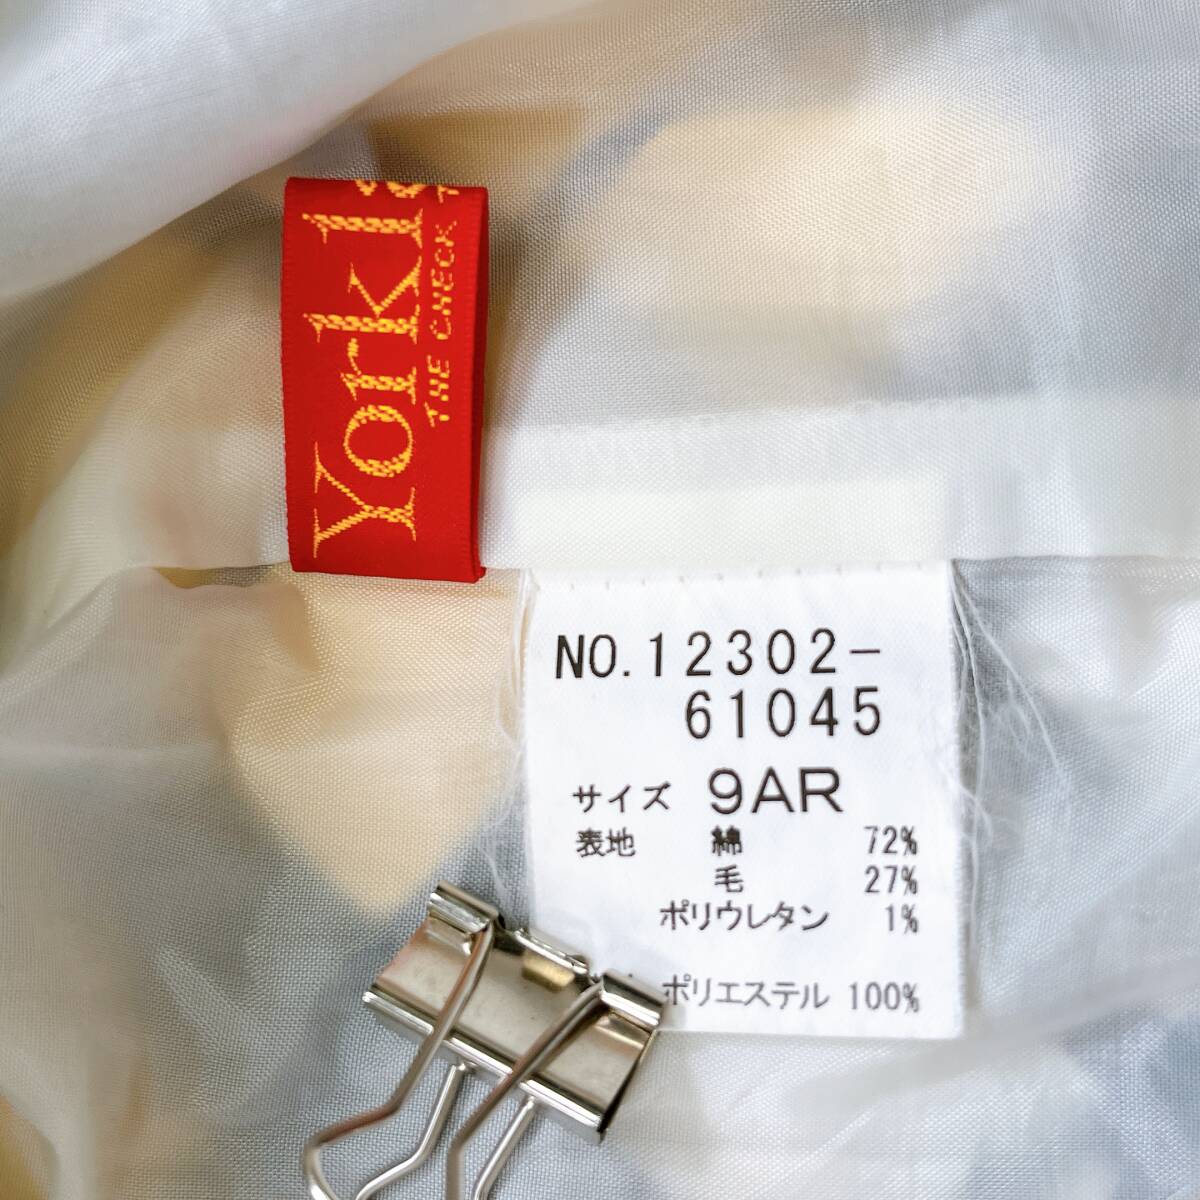 Yorkl
THE CHECK
NO.12302-
61045
サイズ 9AR
表地 綿 72%
毛 27%
ポリウレタン 1%
ポリエステル 100%